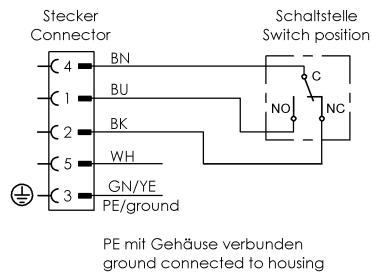 Stecker
Connector
Schaltstelle
Switch position
4 BN
1 BU
2 BK
5 WH
3 GN/YE
PE/ground
C
NO NC
PE mit Gehäuse verbunden
ground connected to housing